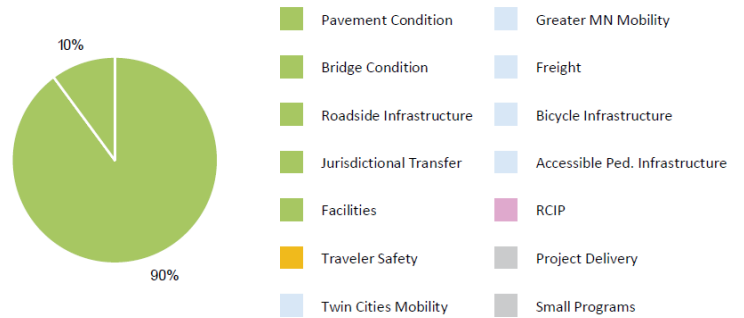 10%
90%
Pavement Condition
Bridge Condition
Roadside Infrastructure
Jurisdictional Transfer
Facilities
Traveler Safety
Twin Cities Mobility
Greater MN Mobility
Freight
Bicycle Infrastructure
Accessible Ped. Infrastructure
RCIP
Project Delivery
Small Programs